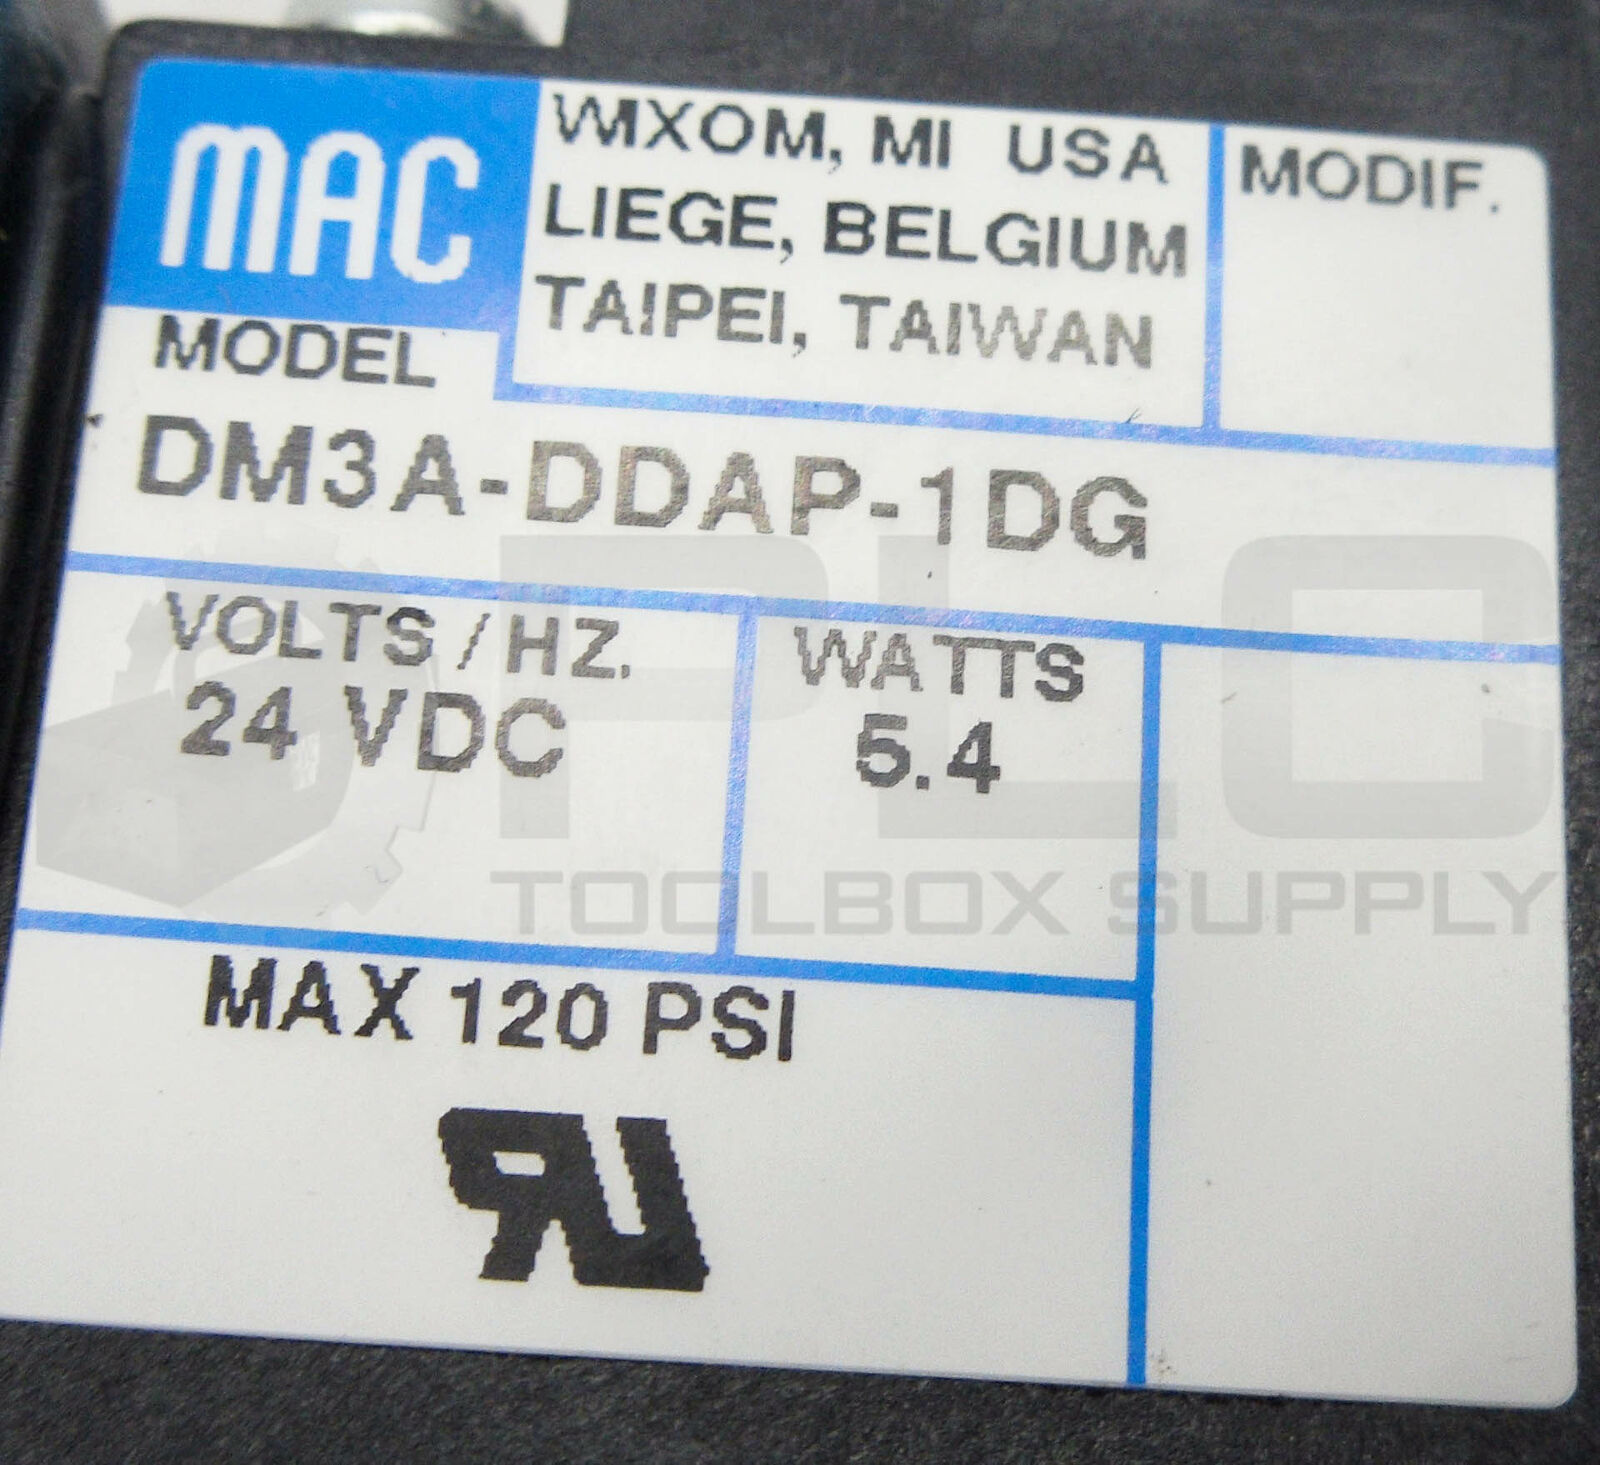 MAC
WIXOM, MI USA
LIEGE, BELGIUM
TAIPEI, TAIWAN
MODIF.
MODEL
DM3A-DDAP-1DG
VOLTS / HZ.
24 VDC
WATTS
5.4
PLC
TOOLBOX SUPPLY
MAX 120 PSI
RU